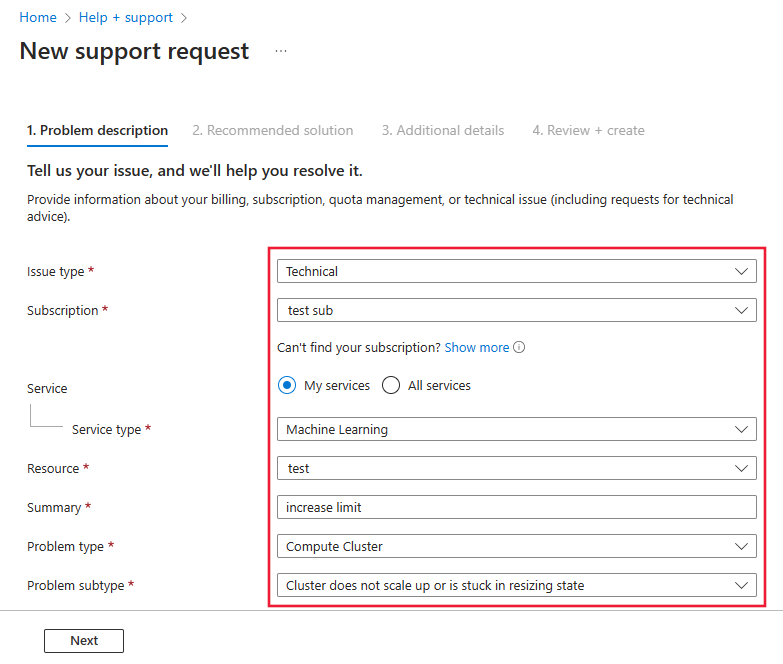 Home > Help + support >
New support request ...
1. Problem description 2. Recommended solution 3. Additional details 4. Review + create
Tell us your issue, and we'll help you resolve it.
Provide information about your billing, subscription, quota management, or technical issue (including requests for technical
advice).
Issue type * Technical
Subscription * test sub
Can't find your subscription? Show more
Service My services All services
Service type * Machine Learning
Resource * test
Summary * increase limit
Problem type * Compute Cluster
Problem subtype * Cluster does not scale up or is stuck in resizing state
Next